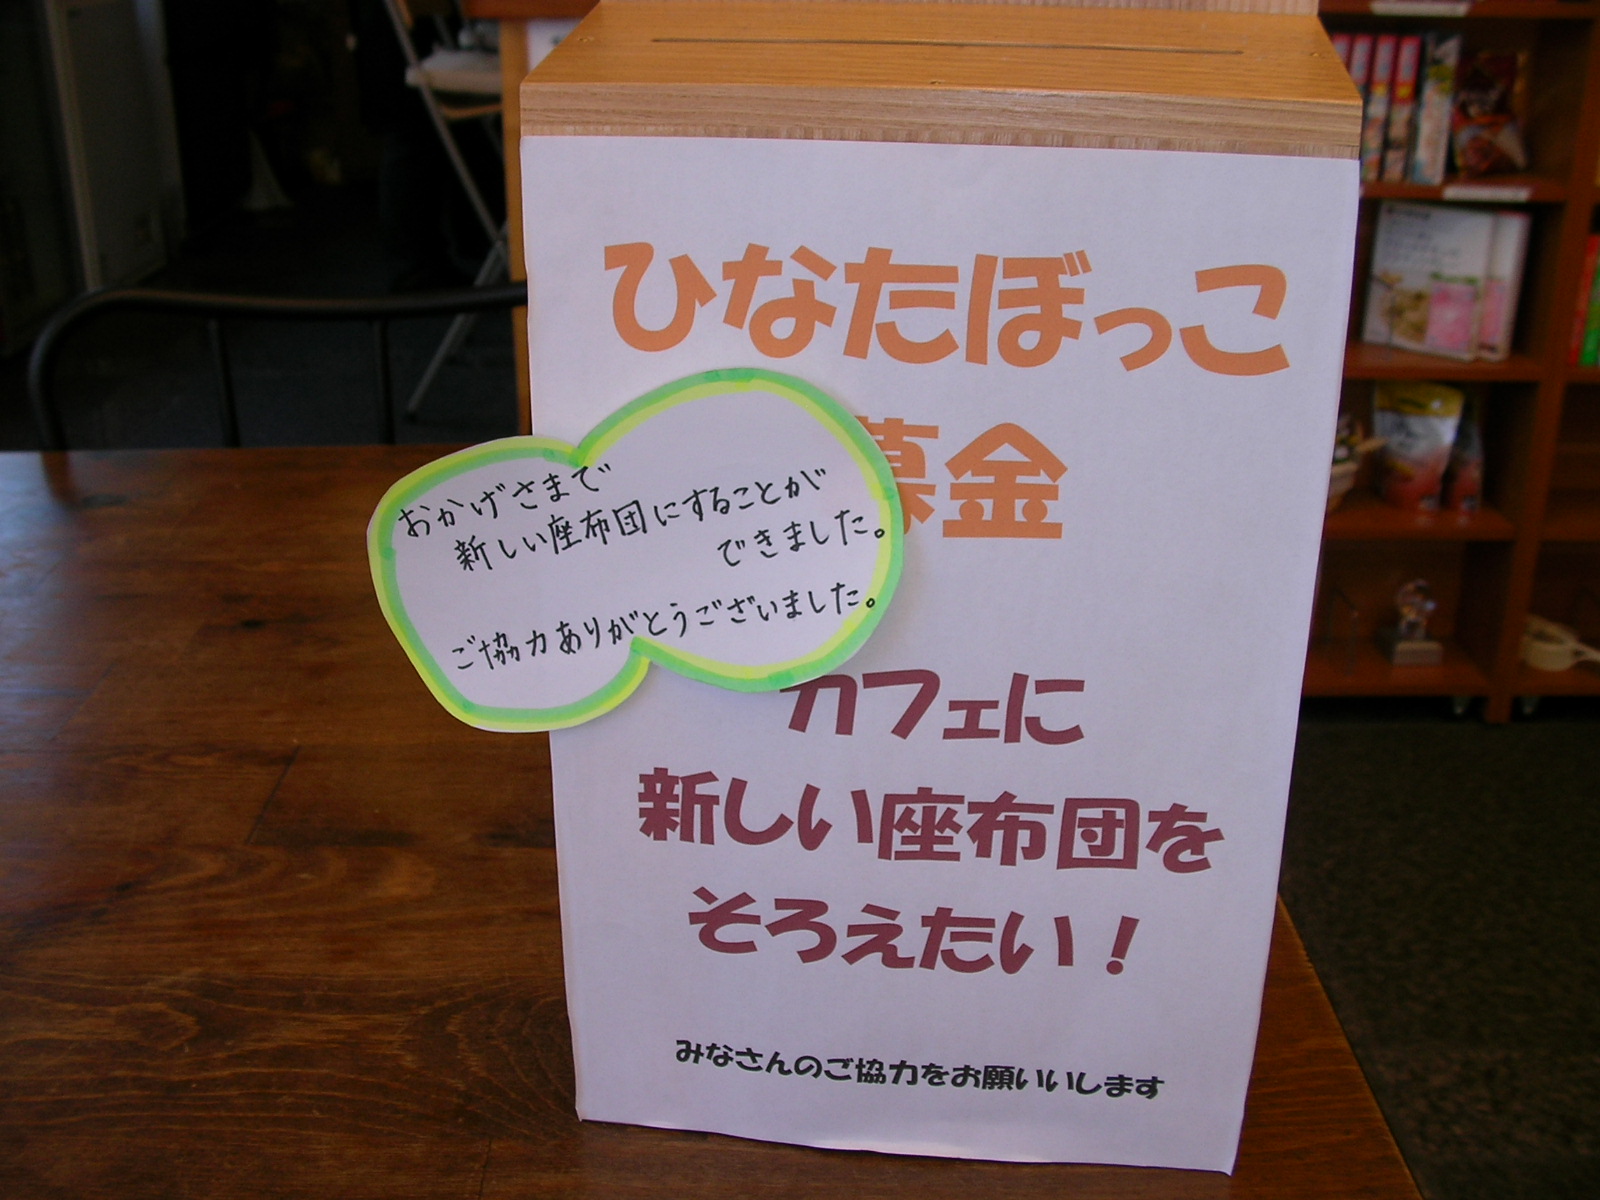 ひなたぼっこ
募金
おかげさまで
新しい座布団にすることが
できました。
ご協力ありがとうございました。
カフェに
新しい座布団を
そろえたい！
みなさんのご協力をお願いいします